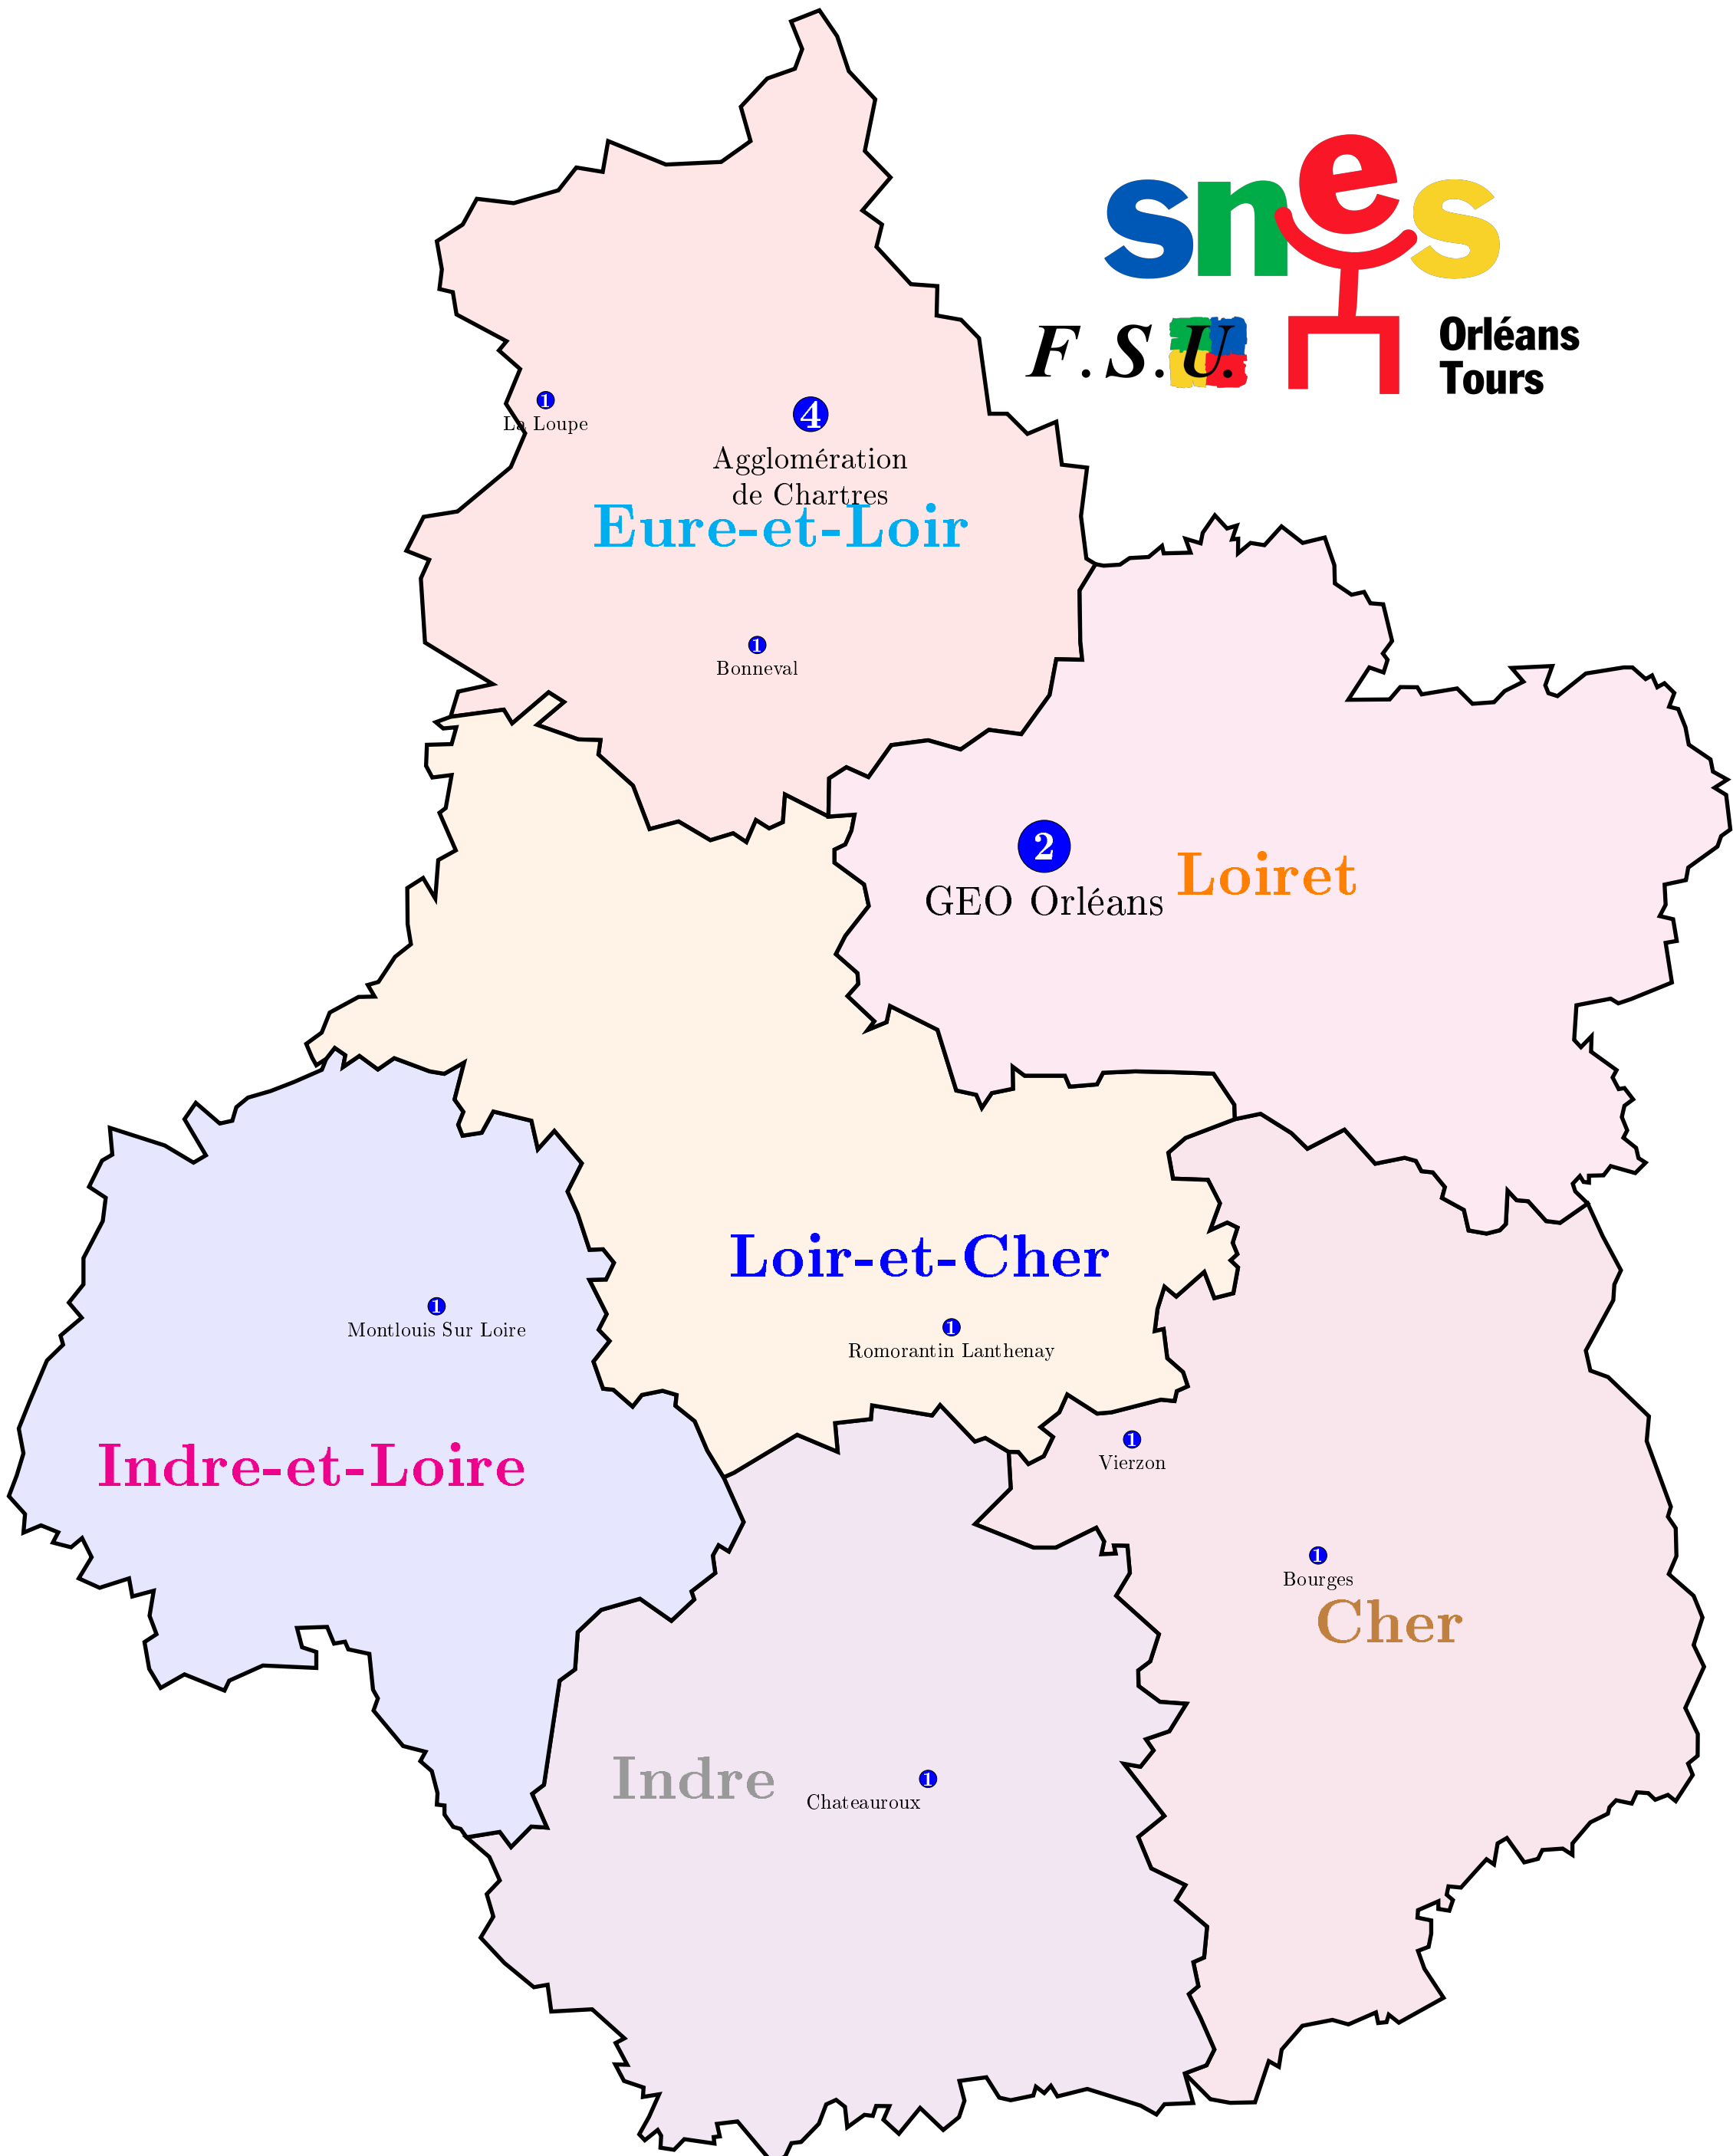 snes
F.S.U.
Orléans
Tours
1
La Loupe
4
Agglomération
de Chartres
Eure-et-Loir
1
Bonneval
2
GEO Orléans
Loiret
Loir-et-Cher
1
Montlouis Sur Loire
1
Romorantin Lanthenay
Indre-et-Loire
1
Vierzon
1
Bourges
Cher
Indre
1
Chateauroux